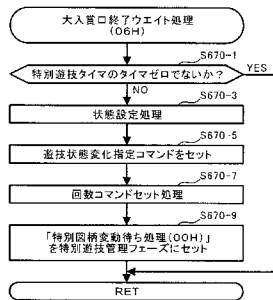 大入賞口終了ウエイト処理
(06H)
S670-1
特別遊技タイマのタイマゼロでないか?
YES
NO
S670-3
状態設定処理
S670-5
遊技状態変化指定コマンドをセット
S670-7
回数コマンドセット処理
S670-9
「特別図柄変動待ち処理(00H)」
を特別遊技管理フェーズにセット
RET